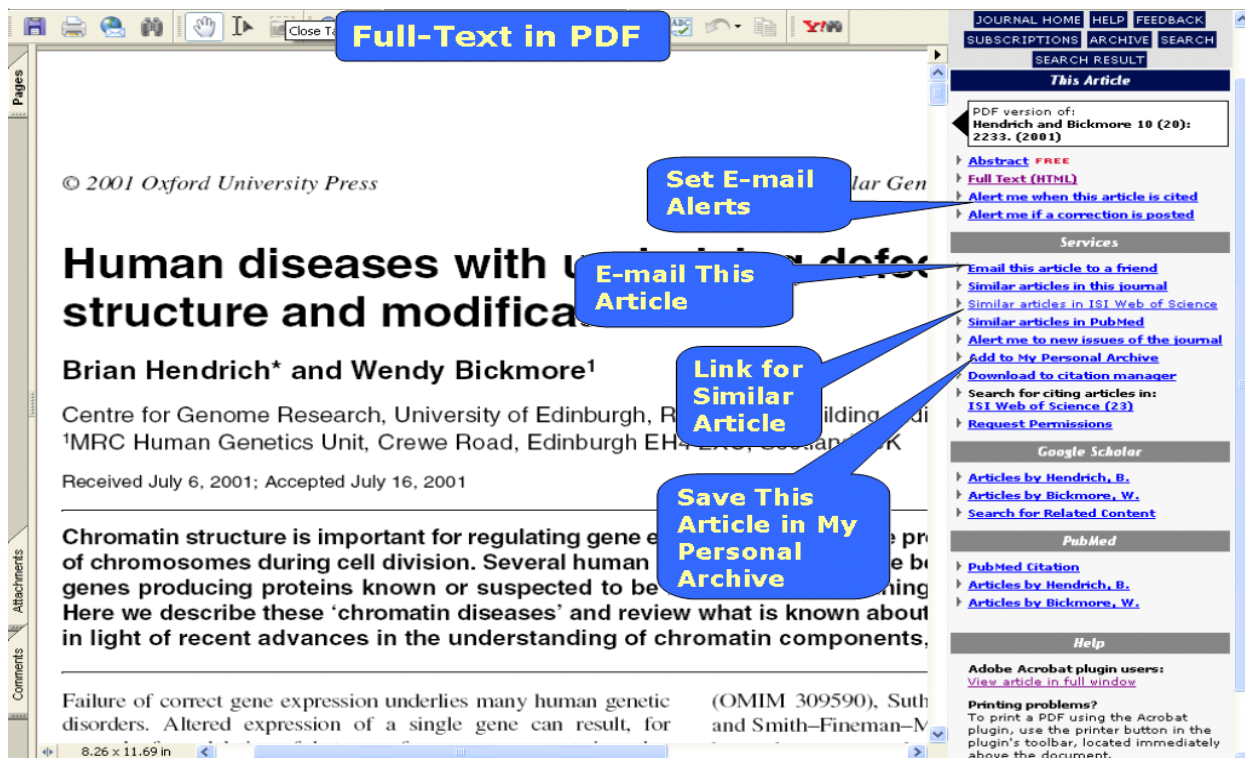 Close Ta
Full-Text in PDF
ABC
Y!
Pages
Attachments
Comments
© 2001 Oxford University Press
lar Gen
Human diseases with defe
structure and modifica
Brian Hendrich* and Wendy Bickmore¹
Centre for Genome Research, University of Edinburgh, R ilding di
¹MRC Human Genetics Unit, Crewe Road, Edinburgh EH4 UK
Received July 6, 2001; Accepted July 16, 2001
Chromatin structure is important for regulating gene e pr
of chromosomes during cell division. Several human e b
genes producing proteins known or suspected to be ning
Here we describe these ‘chromatin diseases’ and review what is known about
in light of recent advances in the understanding of chromatin components,
Failure of correct gene expression underlies many human genetic
disorders. Altered expression of a single gene can result, for
(OMIM 309590), Suth
and Smith–Fineman–M
8.26 x 11.69 in
Set E-mail
Alerts
E-mail This
Article
Link for
Similar
Article
Save This
Article in My
Personal
Archive
JOURNAL HOME HELP FEEDBACK
SUBSCRIPTIONS ARCHIVE SEARCH
SEARCH RESULT
This Article
PDF version of:
Hendrich and Bickmore 10 (20):
2233. (2001)
Abstract FREE
Full Text (HTML)
Alert me when this article is cited
Alert me if a correction is posted
Services
Email this article to a friend
Similar articles in this journal
Similar articles in ISI Web of Science
Similar articles in PubMed
Alert me to new issues of the journal
Add to My Personal Archive
Download to citation manager
Search for citing articles in:
ISI Web of Science (23)
Request Permissions
Google Scholar
Articles by Hendrich, B.
Articles by Bickmore, W.
Search for Related Content
PubMed
PubMed Citation
Articles by Hendrich, B.
Articles by Bickmore, W.
Help
Adobe Acrobat plugin users:
View article in full window
Printing problems?
To print a PDF using the Acrobat
plugin, use the printer button in the
plugin's toolbar, located immediately
above the document.